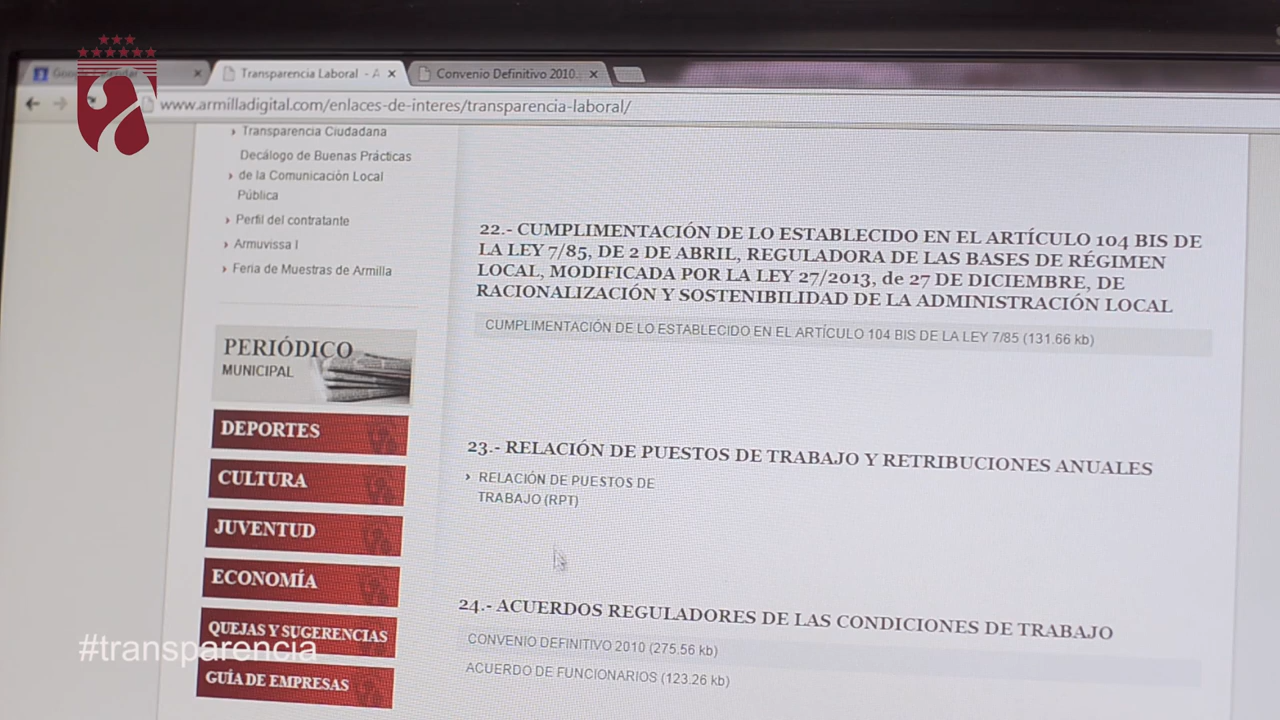 Transparencia Laboral - A
Convenio Definitivo 2010..
www.armilladigital.com/enlaces-de-interes/transparencia-laboral/
Transparencia Ciudadana
Decálogo de Buenas Prácticas
de la Comunicación Local
Pública
Perfil del contratante
Armuvissa I
Feria de Muestras de Armilla
PERIÓDICO
MUNICIPAL
DEPORTES
CULTURA
JUVENTUD
ECONOMÍA
QUEJAS Y SUGERENCIAS
GUÍA DE EMPRESAS
22.- CUMPLIMENTACIÓN DE LO ESTABLECIDO EN EL ARTÍCULO 104 BIS DE
LA LEY 7/85, DE 2 DE ABRIL, REGULADORA DE LAS BASES DE RÉGIMEN
LOCAL, MODIFICADA POR LA LEY 27/2013, de 27 DE DICIEMBRE, DE
RACIONALIZACIÓN Y SOSTENIBILIDAD DE LA ADMINISTRACIÓN LOCAL
CUMPLIMENTACIÓN DE LO ESTABLECIDO EN EL ARTÍCULO 104 BIS DE LA LEY 7/85 (131.66 kb)
23.- RELACIÓN DE PUESTOS DE TRABAJO Y RETRIBUCIONES ANUALES
RELACIÓN DE PUESTOS DE
TRABAJO (RPT)
24.- ACUERDOS REGULADORES DE LAS CONDICIONES DE TRABAJO
CONVENIO DEFINITIVO 2010 (275.56 kb)
ACUERDO DE FUNCIONARIOS (123.26 kb)
#transparencia